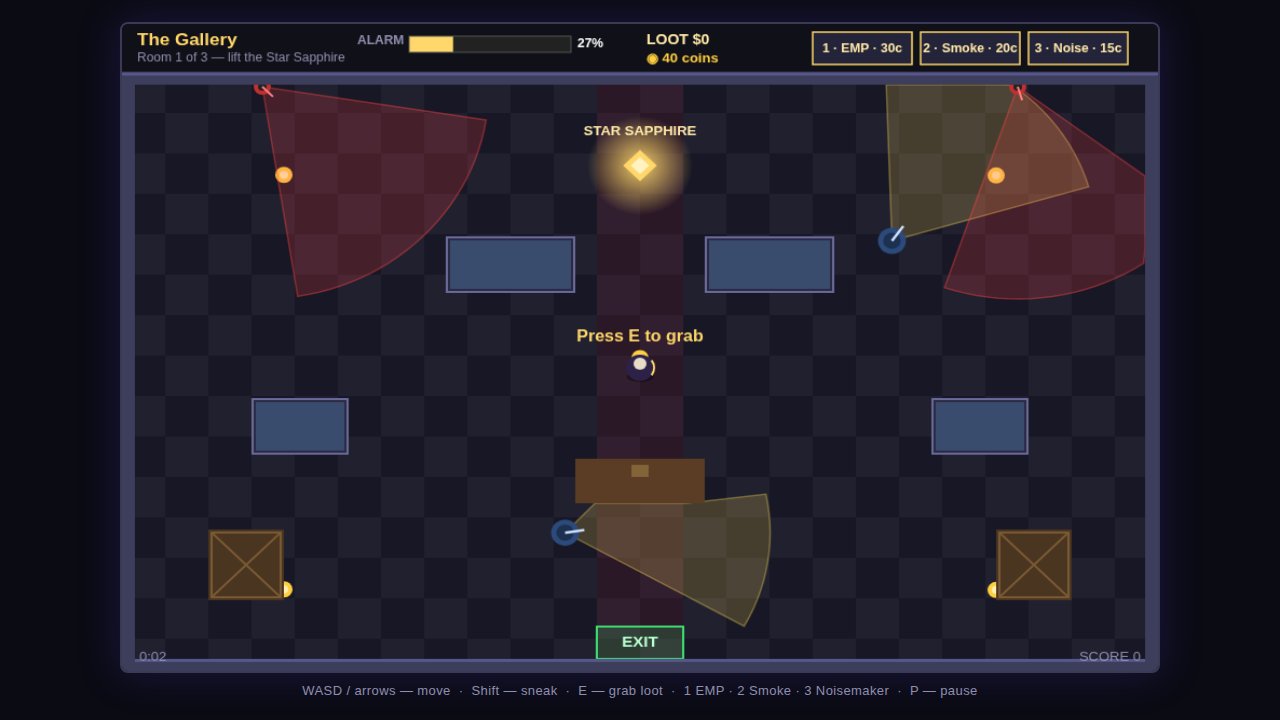 The Gallery
Room 1 of 3 — lift the Star Sapphire
ALARM
27%
LOOT $0
◉ 40 coins
1 · EMP · 30c
2 · Smoke · 20c
3 · Noise · 15c
STAR SAPPHIRE
Press E to grab
EXIT
0:02
SCORE 0
WASD / arrows — move · Shift — sneak · E — grab loot · 1 EMP · 2 Smoke · 3 Noisemaker · P — pause